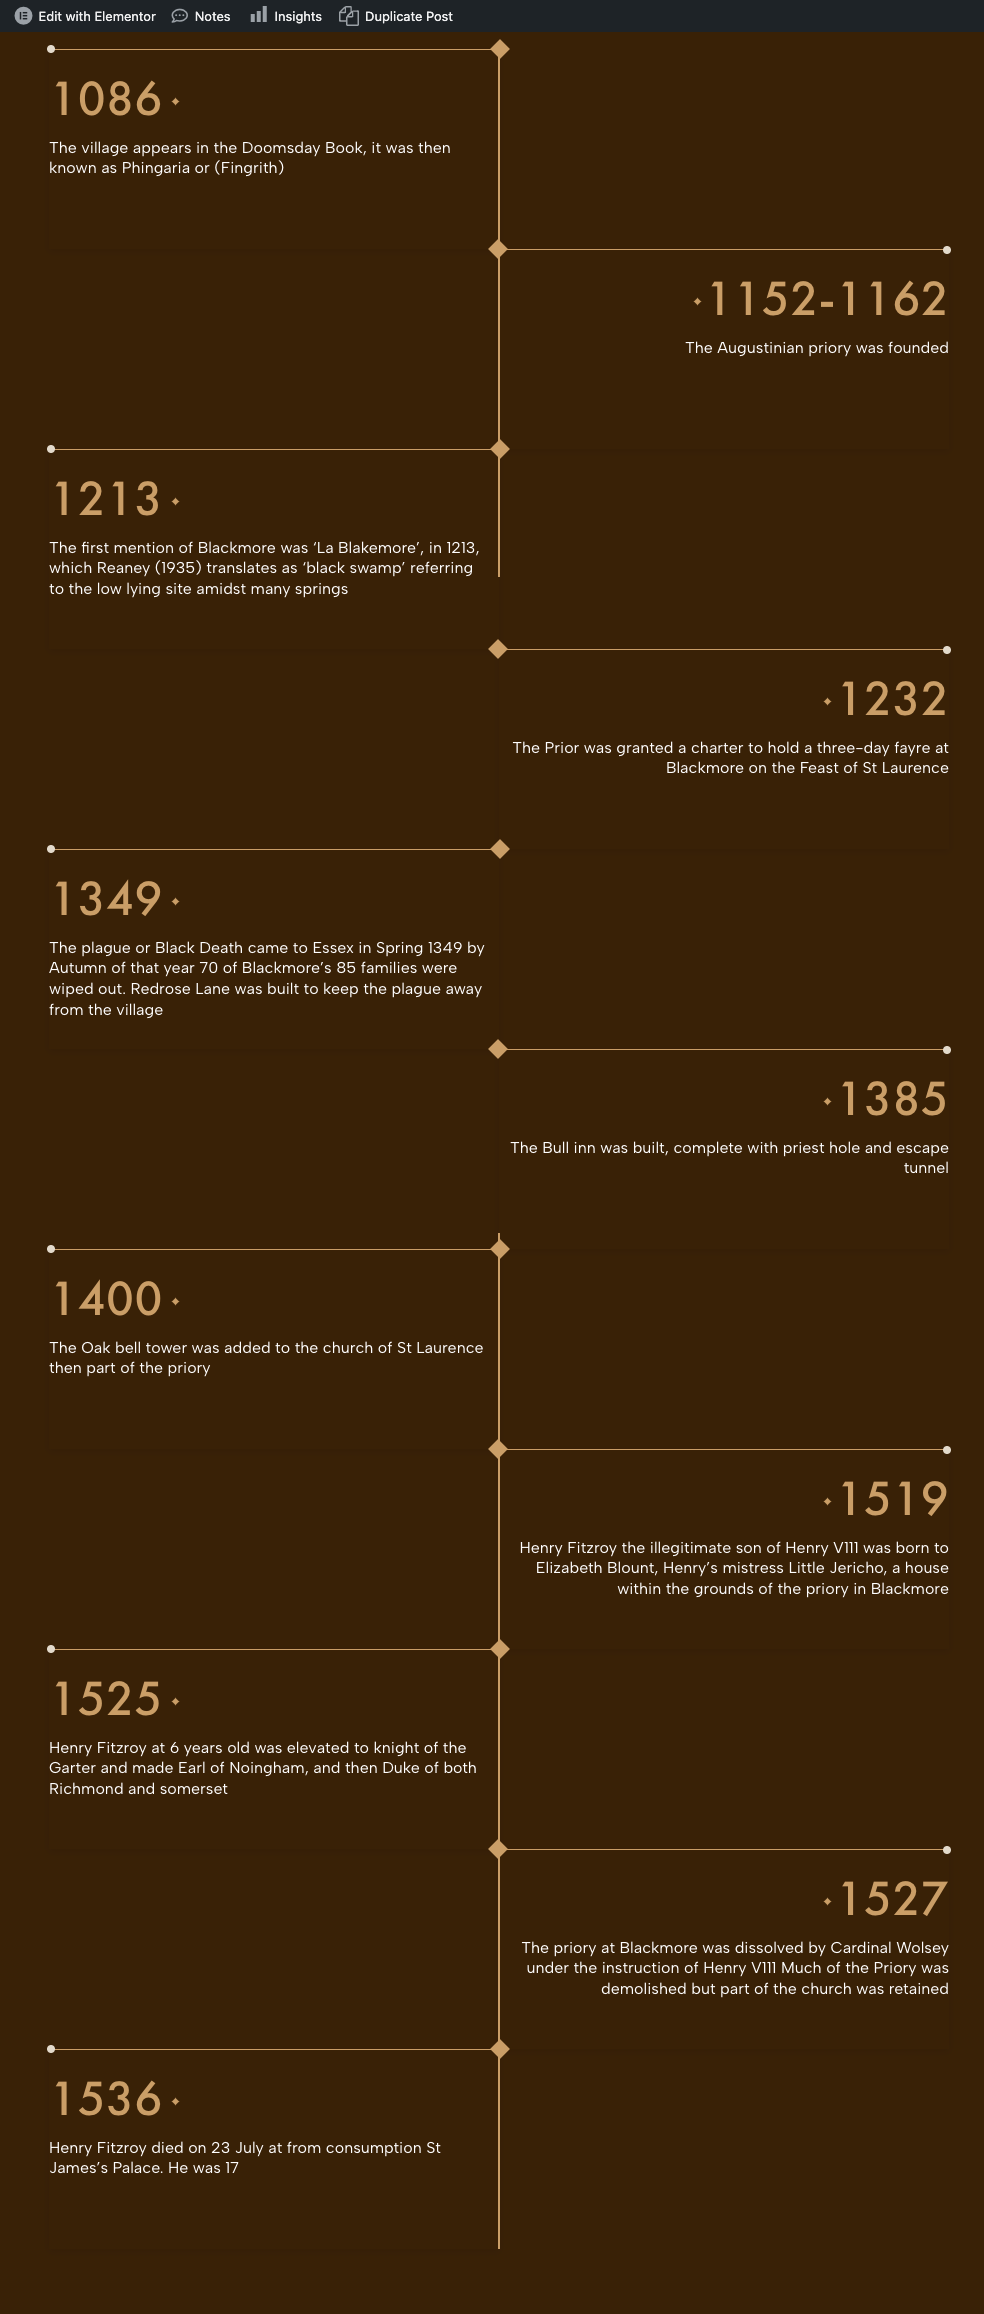 Edit with Elementor Notes Insights Duplicate Post
1086
The village appears in the Doomsday Book, it was then
known as Phingaria or (Fingrith)
1152-1162
The Augustinian priory was founded
1213
The first mention of Blackmore was ‘La Blakemore’, in 1213,
which Reaney (1935) translates as ‘black swamp’ referring
to the low lying site amidst many springs
1232
The Prior was granted a charter to hold a three-day fayre at
Blackmore on the Feast of St Laurence
1349
The plague or Black Death came to Essex in Spring 1349 by
Autumn of that year 70 of Blackmore’s 85 families were
wiped out. Redrose Lane was built to keep the plague away
from the village
1385
The Bull inn was built, complete with priest hole and escape
tunnel
1400
The Oak bell tower was added to the church of St Laurence
then part of the priory
1519
Henry Fitzroy the illegitimate son of Henry V111 was born to
Elizabeth Blount, Henry’s mistress Little Jericho, a house
within the grounds of the priory in Blackmore
1525
Henry Fitzroy at 6 years old was elevated to knight of the
Garter and made Earl of Noingham, and then Duke of both
Richmond and somerset
1527
The priory at Blackmore was dissolved by Cardinal Wolsey
under the instruction of Henry V111 Much of the Priory was
demolished but part of the church was retained
1536
Henry Fitzroy died on 23 July at from consumption St
James’s Palace. He was 17